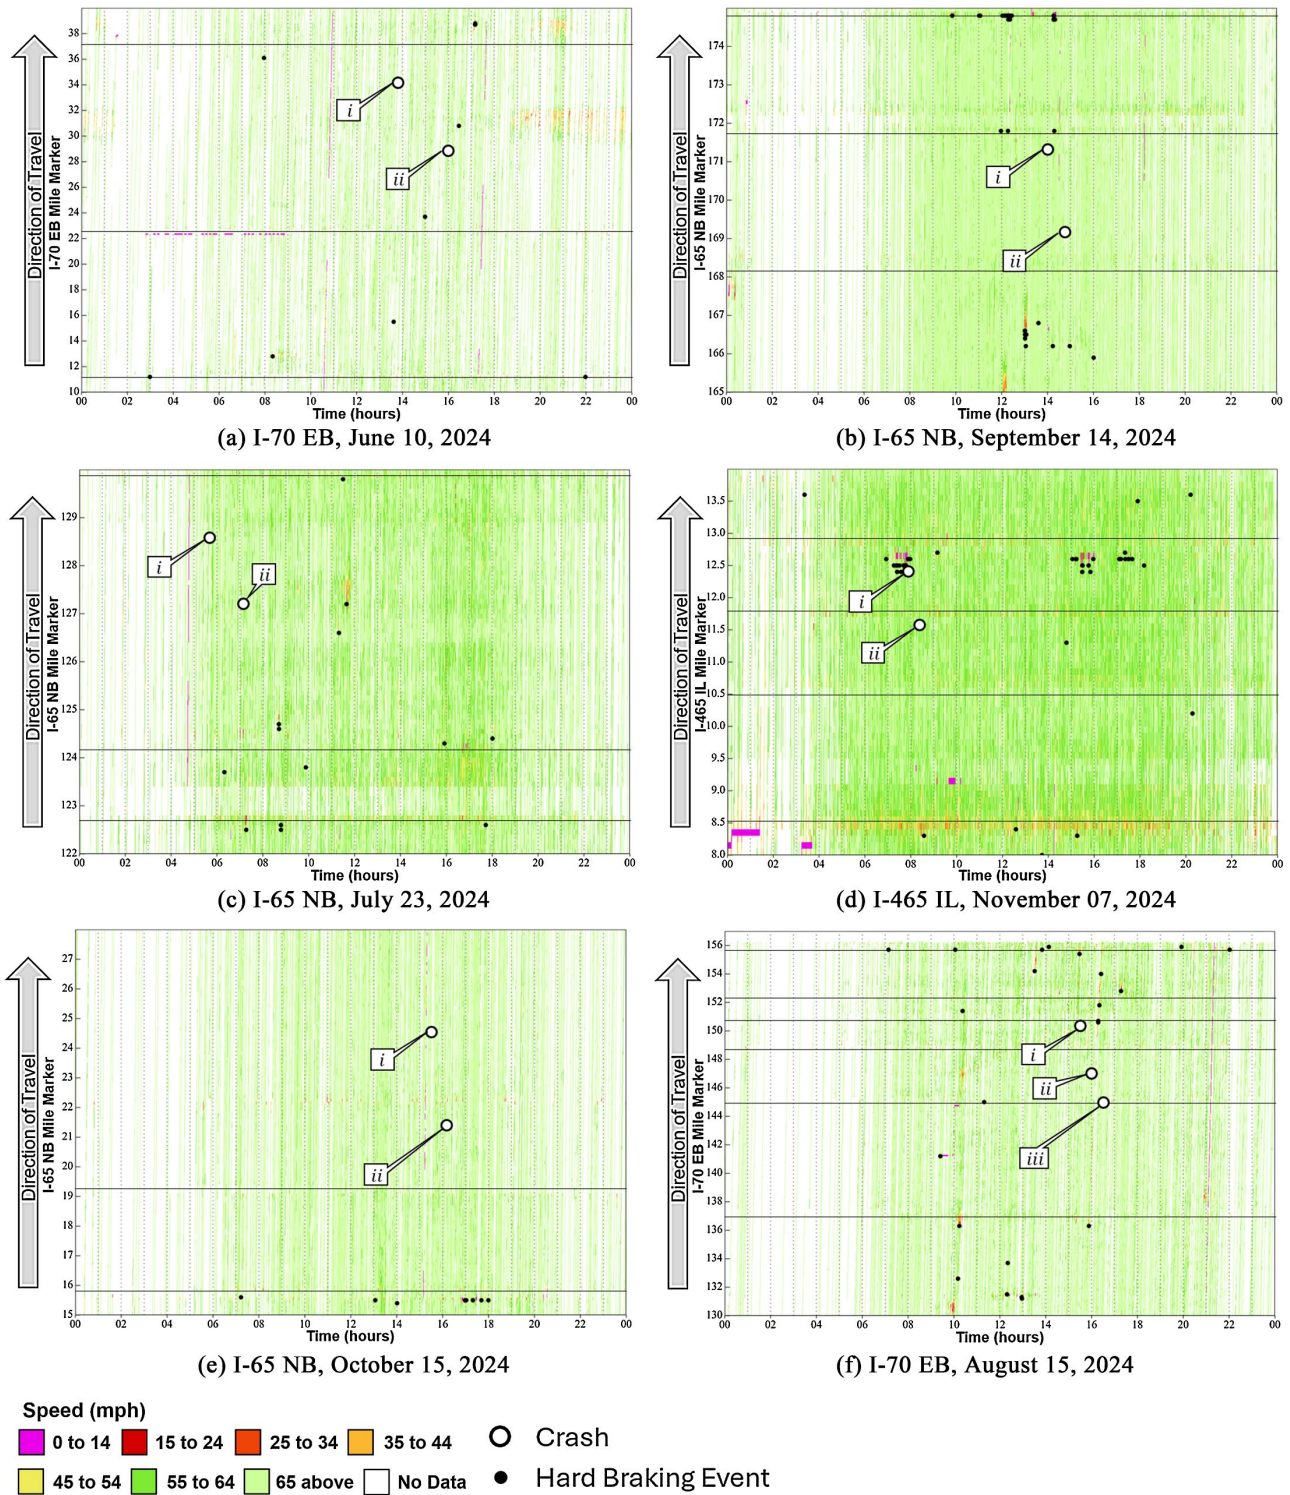 Direction of Travel
I-70 EB Mile Marker
38
36
34
32
30
28
26
24
22
20
18
16
14
12
10
i
ii
00 02 04 06 08 10 12 14 16 18 20 22 00
Time (hours)
(a) I-70 EB, June 10, 2024
Direction of Travel
I-65 NB Mile Marker
174
173
172
171
170
169
168
167
166
165
i
ii
00 02 04 06 08 10 12 14 16 18 20 22 00
Time (hours)
(b) I-65 NB, September 14, 2024
Direction of Travel
I-65 NB Mile Marker
129
128
127
126
125
124
123
122
i
ii
00 02 04 06 08 10 12 14 16 18 20 22 00
Time (hours)
(c) I-65 NB, July 23, 2024
Direction of Travel
I-465 IL Mile Marker
13.5
13.0
12.5
12.0
11.5
11.0
10.5
10.0
9.5
9.0
8.5
8.0
i
ii
00 02 04 06 08 10 12 14 16 18 20 22 00
Time (hours)
(d) I-465 IL, November 07, 2024
Direction of Travel
I-65 NB Mile Marker
27
26
25
24
23
22
21
20
19
18
17
16
15
i
ii
00 02 04 06 08 10 12 14 16 18 20 22 00
Time (hours)
(e) I-65 NB, October 15, 2024
Direction of Travel
I-70 EB Mile Marker
156
154
152
150
148
146
144
142
140
138
136
134
132
130
i
ii
iii
00 02 04 06 08 10 12 14 16 18 20 22 00
Time (hours)
(f) I-70 EB, August 15, 2024
Speed (mph)
0 to 14 15 to 24 25 to 34 35 to 44
45 to 54 55 to 64 65 above No Data
Crash
Hard Braking Event